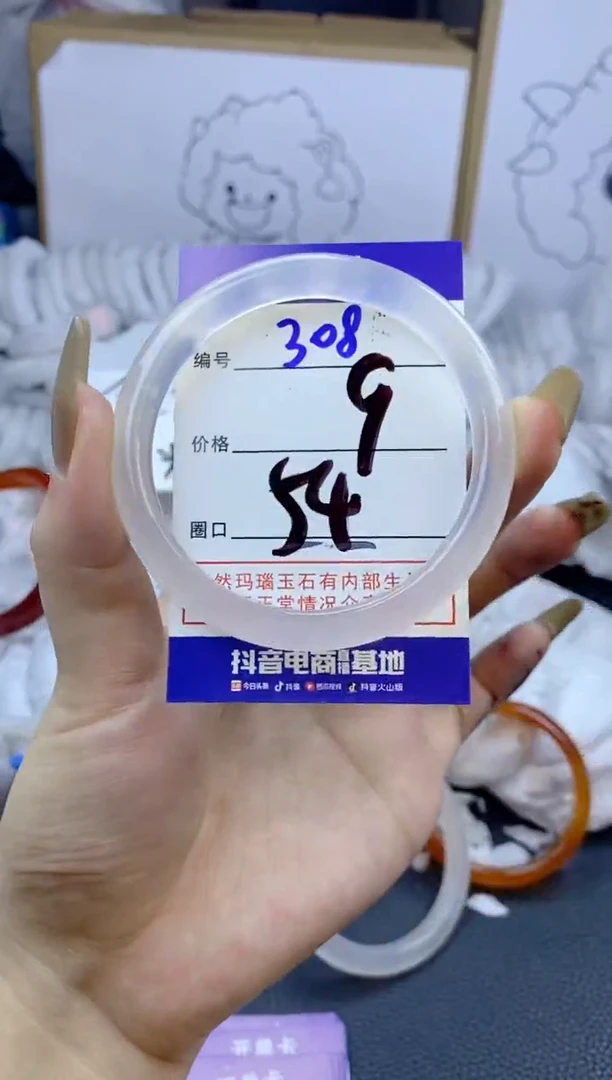 编号 308
价格 9
圈口 54
然玛瑙玉石有内部生
正常情况
抖音电商直播基地
今日头条 抖音 西瓜视频 抖音火山版